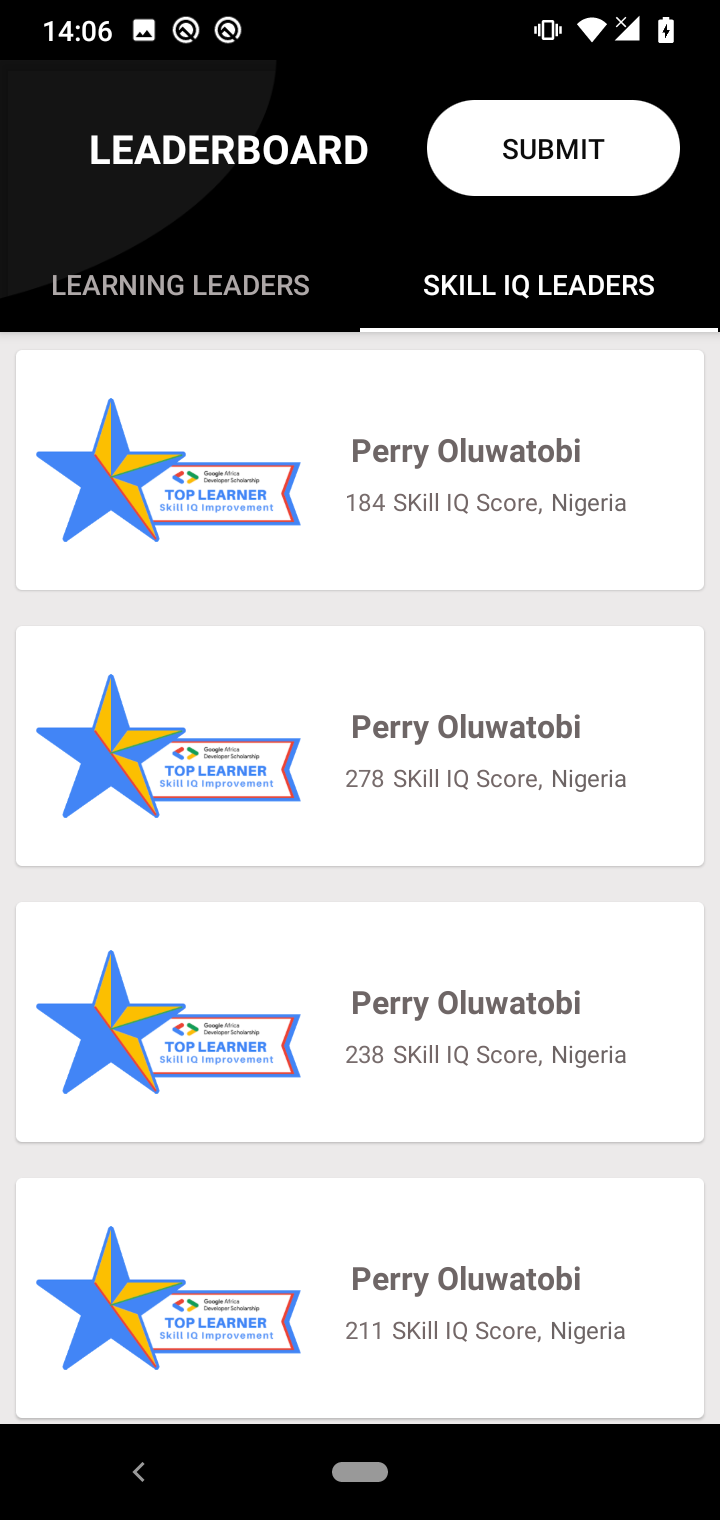 14:06
LEADERBOARD
SUBMIT
LEARNING LEADERS
SKILL IQ LEADERS
Google Africa
Developer Scholarship
TOP LEARNER
Skill IQ Improvement
Perry Oluwatobi
184 SKill IQ Score, Nigeria
Google Africa
Developer Scholarship
TOP LEARNER
Skill IQ Improvement
Perry Oluwatobi
278 SKill IQ Score, Nigeria
Google Africa
Developer Scholarship
TOP LEARNER
Skill IQ Improvement
Perry Oluwatobi
238 SKill IQ Score, Nigeria
Google Africa
Developer Scholarship
TOP LEARNER
Skill IQ Improvement
Perry Oluwatobi
211 SKill IQ Score, Nigeria